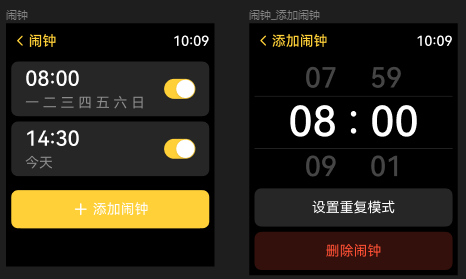 闹钟
闹钟 10:09
08:00
一 二 三 四 五 六 日
14:30
今天
+ 添加闹钟
闹钟_添加闹钟
添加闹钟 10:09
07 59
08 : 00
09 01
设置重复模式
删除闹钟